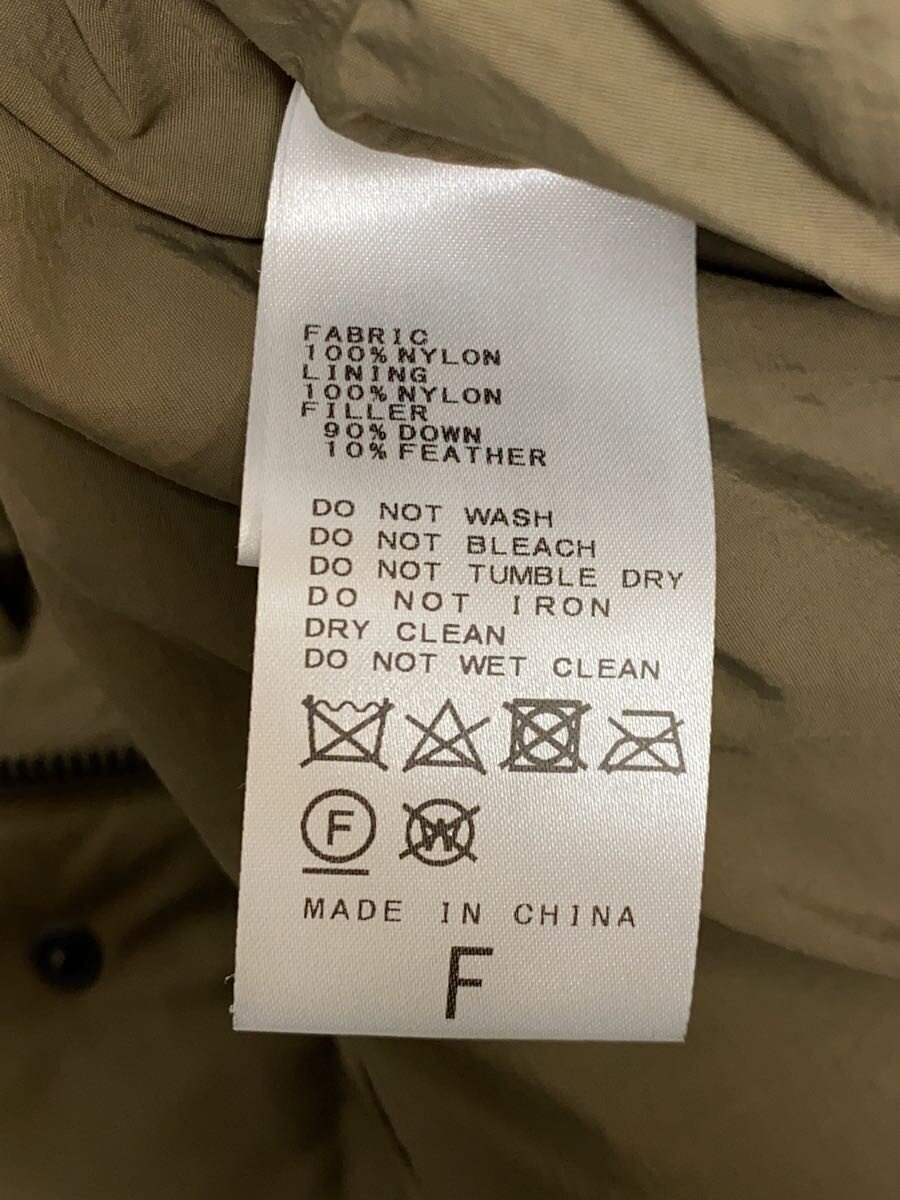 FABRIC
100% NYLON
LINING
100% NYLON
FILLER
90% DOWN
10% FEATHER
DO NOT WASH
DO NOT BLEACH
DO NOT TUMBLE DRY
DO NOT IRON
DRY CLEAN
DO NOT WET CLEAN
F W
MADE IN CHINA
F